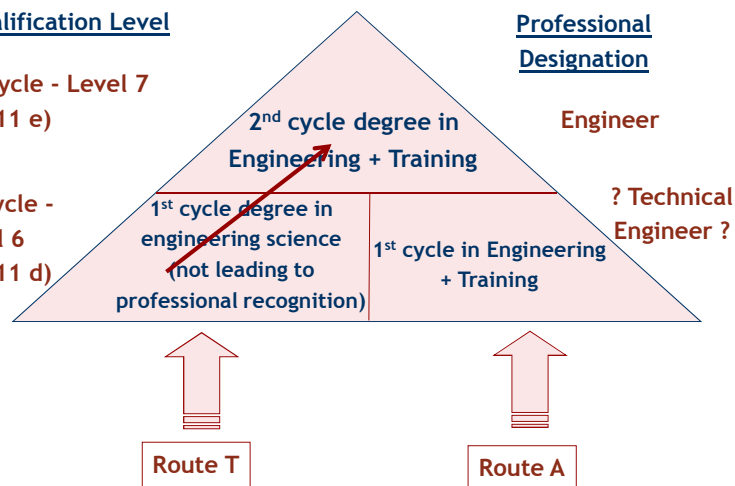 alification Level
Professional
Designation
ycle - Level 7
11 e)
2nd cycle degree in
Engineering + Training
Engineer
ycle -
l 6
11 d)
1st cycle degree in
engineering science
(not leading to
professional recognition)
1st cycle in Engineering
+ Training
? Technical
Engineer ?
Route T
Route A